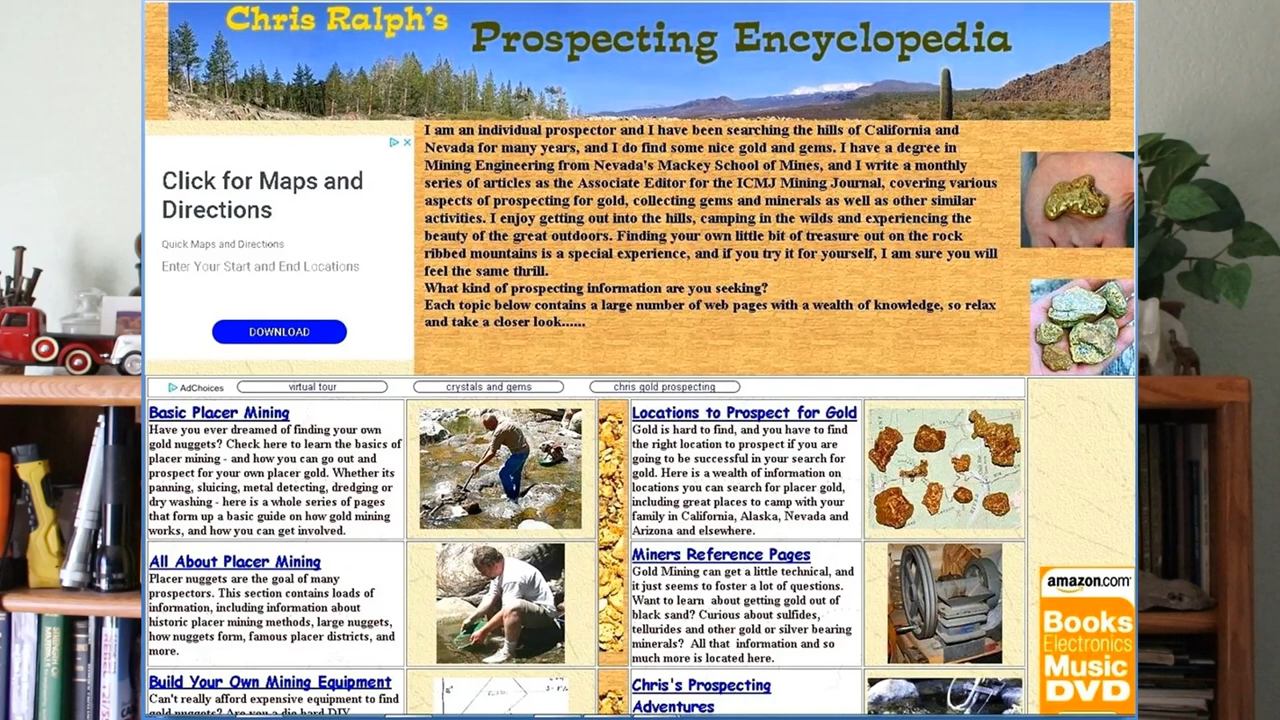 Chris Ralph's
Prospecting Encyclopedia
Click for Maps and
Directions
Quick Maps and Directions
Enter Your Start and End Locations
DOWNLOAD
I am an individual prospector and I have been searching the hills of California and
Nevada for many years, and I do find some nice gold and gems. I have a degree in
Mining Engineering from Nevada's Mackey School of Mines, and I write a monthly
series of articles as the Associate Editor for the ICMJ Mining Journal, covering various
aspects of prospecting for gold, collecting gems and minerals as well as other similar
activities. I enjoy getting out into the hills, camping in the wilds and experiencing the
beauty of the great outdoors. Finding your own little bit of treasure out on the rock
ribbed mountains is a special experience, and if you try it for yourself, I am sure you will
feel the same thrill.
What kind of prospecting information are you seeking?
Each topic below contains a large number of web pages with a wealth of knowledge, so relax
and take a closer look......
AdChoices
virtual tour
crystals and gems
chris gold prospecting
Basic Placer Mining
Have you ever dreamed of finding your own
gold nuggets? Check here to learn the basics of
placer mining - and how you can go out and
prospect for your own placer gold. Whether its
panning, sluicing, metal detecting, dredging or
dry washing - here is a whole series of pages
that form up a basic guide on how gold mining
works, and how you can get involved.
Locations to Prospect for Gold
Gold is hard to find, and you have to find
the right location to prospect if you are
going to be successful in your search for
gold. Here is a wealth of information on
locations you can search for placer gold,
including great places to camp with your
family in California, Alaska, Nevada and
Arizona and elsewhere.
All About Placer Mining
Placer nuggets are the goal of many
prospectors. This section contains loads of
information, including information about
historic placer mining methods, large nuggets,
how nuggets form, famous placer districts, and
more.
Miners Reference Pages
Gold Mining can get a little technical, and
it just seems to foster a lot of questions.
Want to learn about getting gold out of
black sand? Curious about sulfides,
tellurides and other gold or silver bearing
minerals? All that information and so
much more is located here.
Build Your Own Mining Equipment
Can't really afford expensive equipment to find
gold nuggets? Are you a die hard DIY
Chris's Prospecting
Adventures
amazon.com
Books
Electronics
Music
DVD